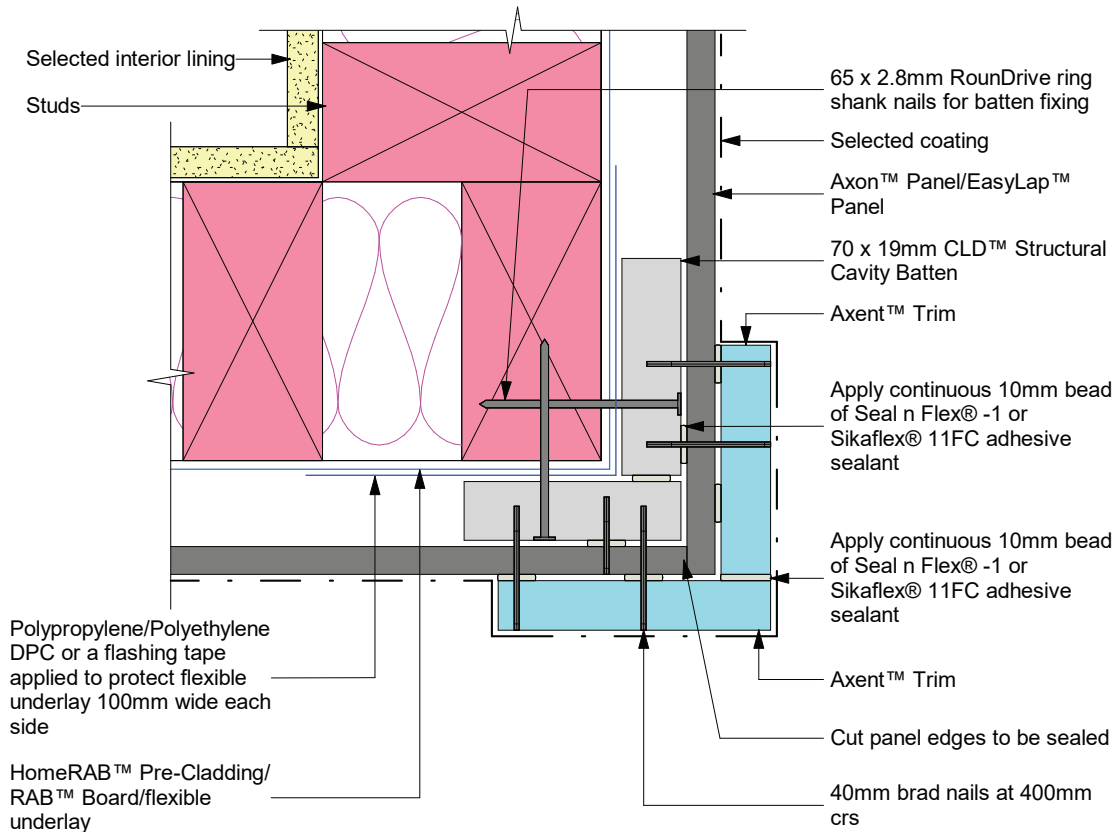 Selected interior lining
Studs
Polypropylene/Polyethylene
DPC or a flashing tape
applied to protect flexible
underlay 100mm wide each
side
HomeRAB™ Pre-Cladding/
RAB™ Board/flexible
underlay
65 x 2.8mm RounDrive ring
shank nails for batten fixing
Selected coating
Axon™ Panel/EasyLap™
Panel
70 x 19mm CLD™ Structural
Cavity Batten
Axent™ Trim
Apply continuous 10mm bead
of Seal n Flex® -1 or
Sikaflex® 11FC adhesive
sealant
Apply continuous 10mm bead
of Seal n Flex® -1 or
Sikaflex® 11FC adhesive
sealant
Axent™ Trim
Cut panel edges to be sealed
40mm brad nails at 400mm
crs